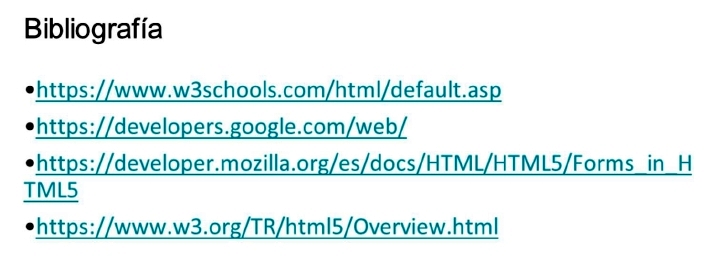 Bibliografía
•https://www.w3schools.com/html/default.asp
•https://developers.google.com/web/
•https://developer.mozilla.org/es/docs/HTML/HTML5/Forms_in_H
TML5
•https://www.w3.org/TR/html5/Overview.html